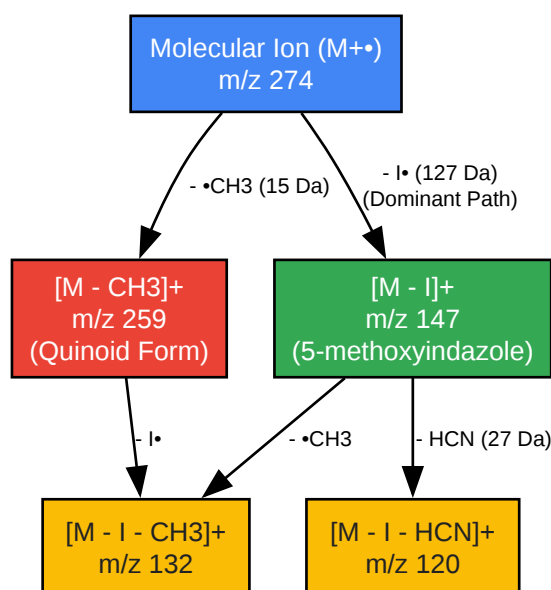 Molecular Ion (M+•)
m/z 274
- •CH3 (15 Da)
- I• (127 Da)
(Dominant Path)
[M - CH3]+
m/z 259
(Quinoid Form)
[M - I]+
m/z 147
(5-methoxyindazole)
- I•
- •CH3
- HCN (27 Da)
[M - I - CH3]+
m/z 132
[M - I - HCN]+
m/z 120